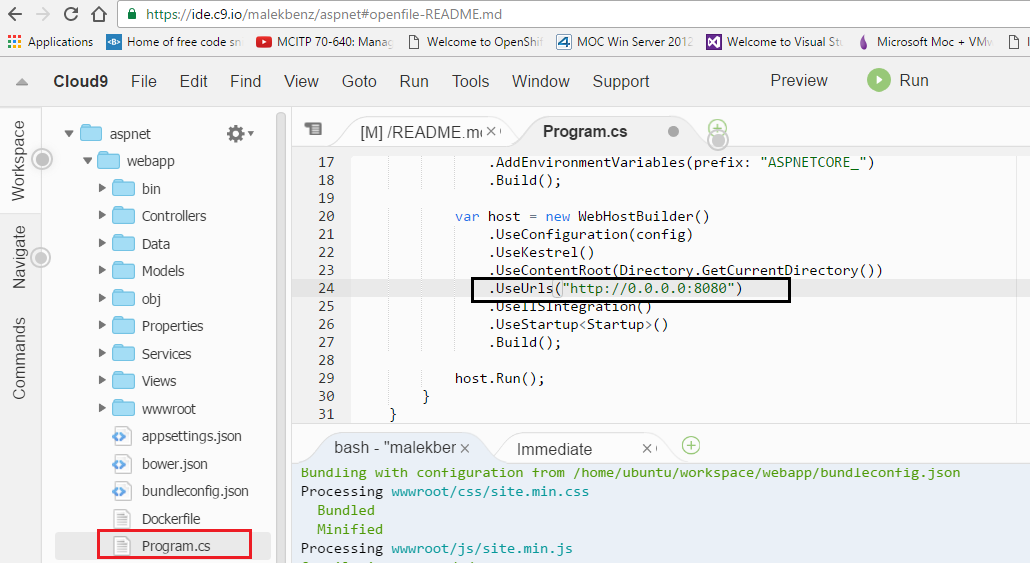 https://ide.c9.io/malekbenz/aspnet#openfile-README.md
Applications Home of free code sn MCITP 70-640: Manag Welcome to OpenShif MOC Win Server 2012 Welcome to Visual Stu Microsoft Moc + VMw
Cloud9 File Edit Find View Goto Run Tools Window Support Preview Run
Workspace
Navigate
Commands
aspnet
webapp
bin
Controllers
Data
Models
obj
Properties
Services
Views
wwwroot
appsettings.json
bower.json
bundleconfig.json
Dockerfile
Program.cs
[M] /README.m Program.cs
17 .AddEnvironmentVariables(prefix: "ASPNETCORE_")
18 .Build();
19
20 var host = new WebHostBuilder()
21 .UseConfiguration(config)
22 .UseKestrel()
23 .UseContentRoot(Directory.GetCurrentDirectory())
24 .UseUrls("http://0.0.0.0:8080")
25 .UseIISIntegration()
26 .UseStartup<Startup>()
27 .Build();
28
29 host.Run();
30 }
31 }
bash - "malekber Immediate
Bundling with configuration from /home/ubuntu/workspace/webapp/bundleconfig.json
Processing wwwroot/css/site.min.css
Bundled
Minified
Processing wwwroot/js/site.min.js